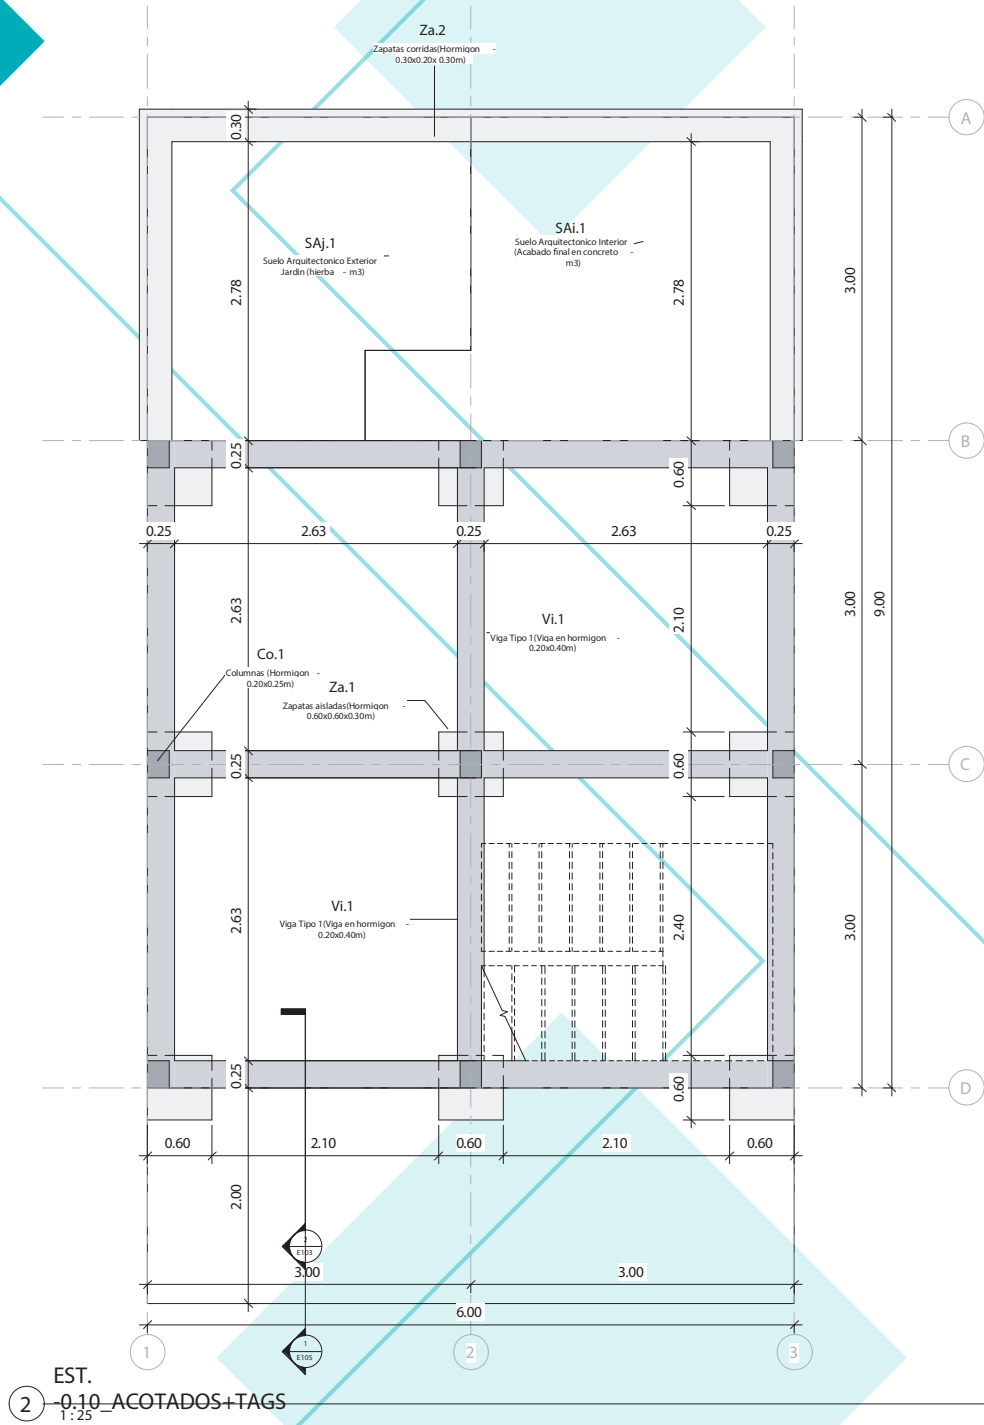 Za.2
Zapatas corridas(Hormigon -
0.30x0.20x 0.30m)
A
0.30
SAj.1
Suelo Arquitectonico Exterior -
Jardin (hierba - m3)
SAi.1
Suelo Arquitectonico Interior
(Acabado final en concreto -
m3)
2.78
2.78
3.00
B
0.25
0.60
0.25
2.63
0.25
2.63
0.25
2.63
Vi.1
Viga Tipo 1(Viga en hormigon -
0.20x0.40m)
2.10
3.00
9.00
Co.1
Columnas (Hormigon -
0.20x0.25m)
Za.1
Zapatas aisladas(Hormigon -
0.60x0.60x0.30m)
0.25
0.60
C
Vi.1
Viga Tipo 1(Viga en hormigon -
0.20x0.40m)
2.63
2.40
3.00
0.25
0.60
D
0.60
2.10
0.60
2.10
0.60
2.00
2
E103
3.00
3.00
6.00
1
1
E105
2
3
EST.
2 -0.10_ACOTADOS+TAGS
1 : 25